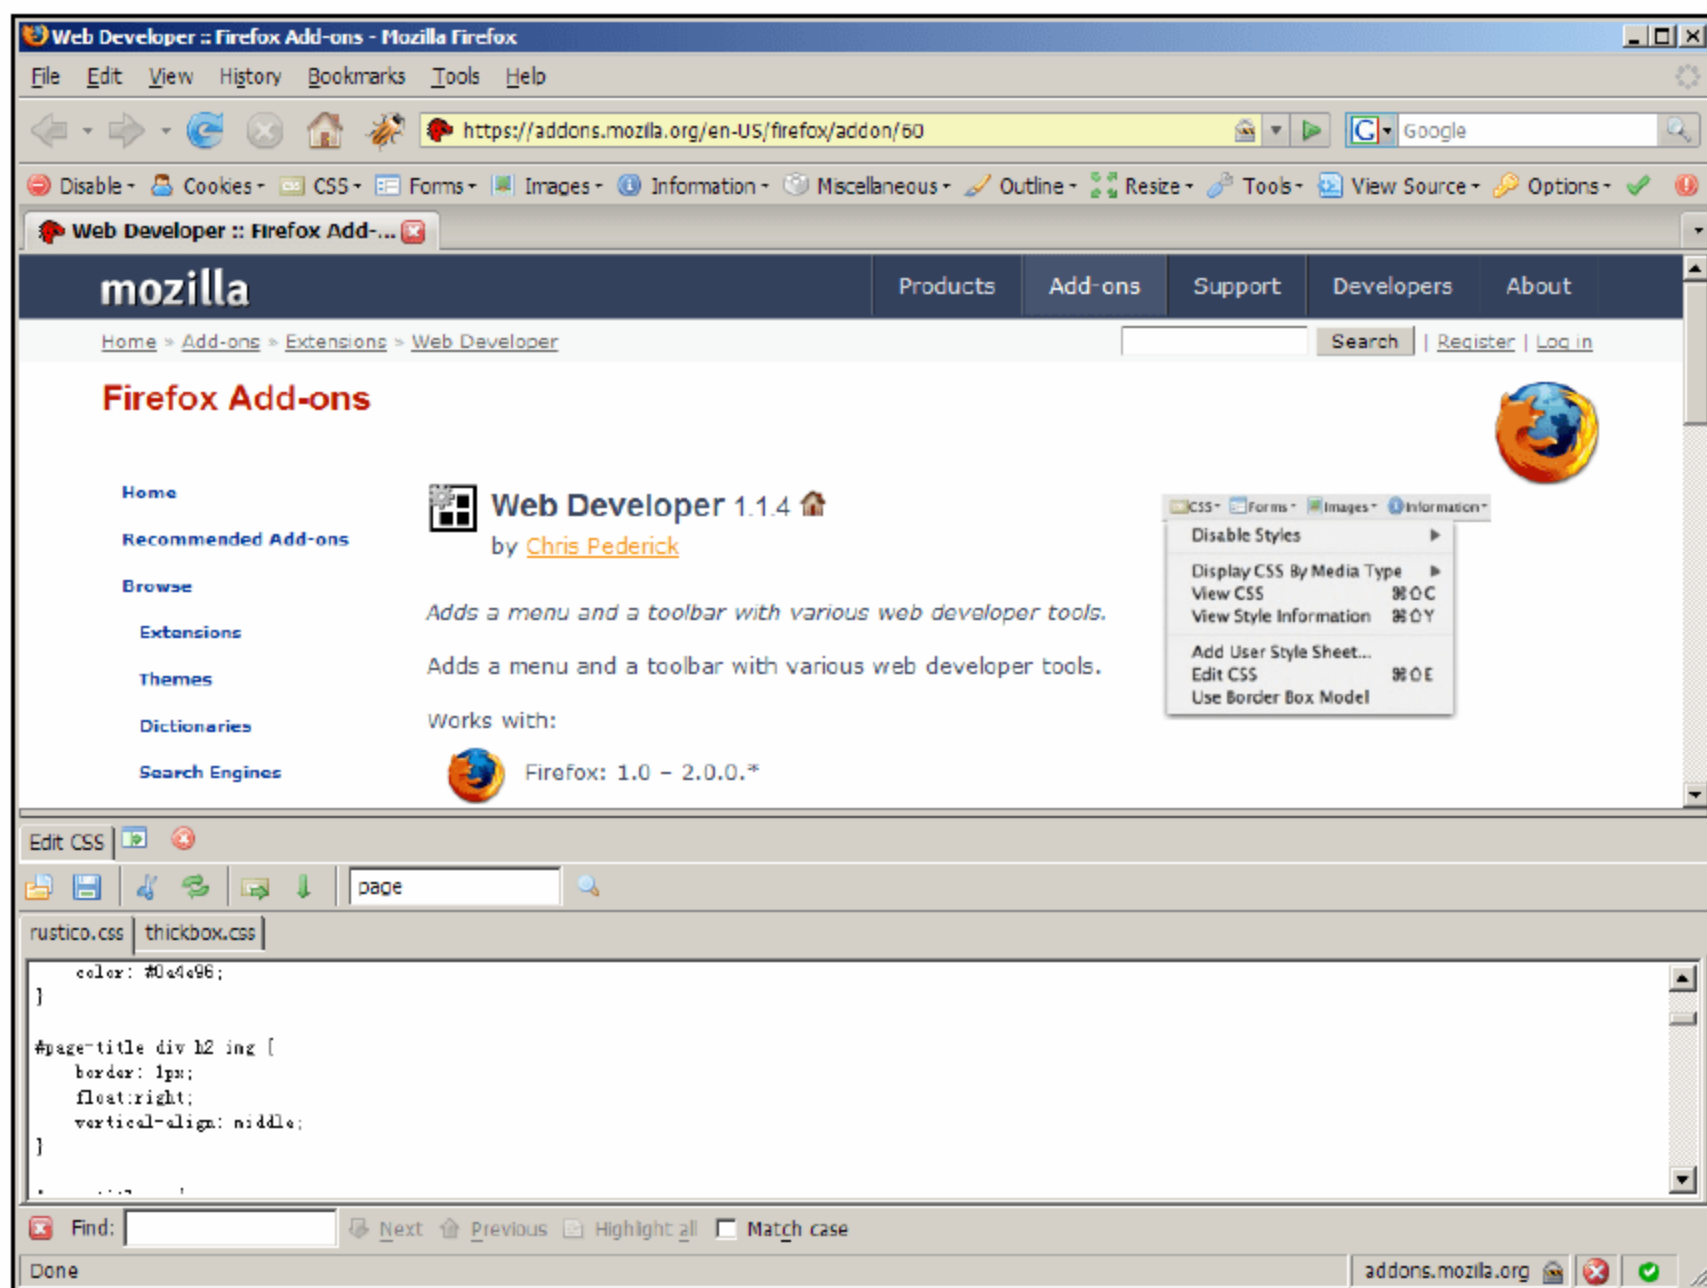 Web Developer :: Firefox Add-ons - Mozilla Firefox
File Edit View History Bookmarks Tools Help
https://addons.mozilla.org/en-US/firefox/addon/60 Google
Disable Cookies CSS Forms Images Information Miscellaneous Outline Resize Tools View Source Options
Web Developer :: Firefox Add-...
mozilla Products Add-ons Support Developers About
Home » Add-ons » Extensions » Web Developer Search | Register | Log in
Firefox Add-ons
Home
Recommended Add-ons
Browse
Extensions
Themes
Dictionaries
Search Engines
Web Developer 1.1.4
by Chris Pederick
Adds a menu and a toolbar with various web developer tools.
Adds a menu and a toolbar with various web developer tools.
Works with:
Firefox: 1.0 – 2.0.0.*
CSS Forms Images Information
Disable Styles
Display CSS By Media Type
View CSS ⌘⇧C
View Style Information ⌘⇧Y
Add User Style Sheet...
Edit CSS ⌘⇧E
Use Border Box Model
Edit CSS
page
rustico.css thickbox.css
color: #0a4a96;
}
#page-title div h2 img {
border: 1px;
float:right;
vertical-align: middle;
}
Find: Next Previous Highlight all Match case
Done addons.mozilla.org